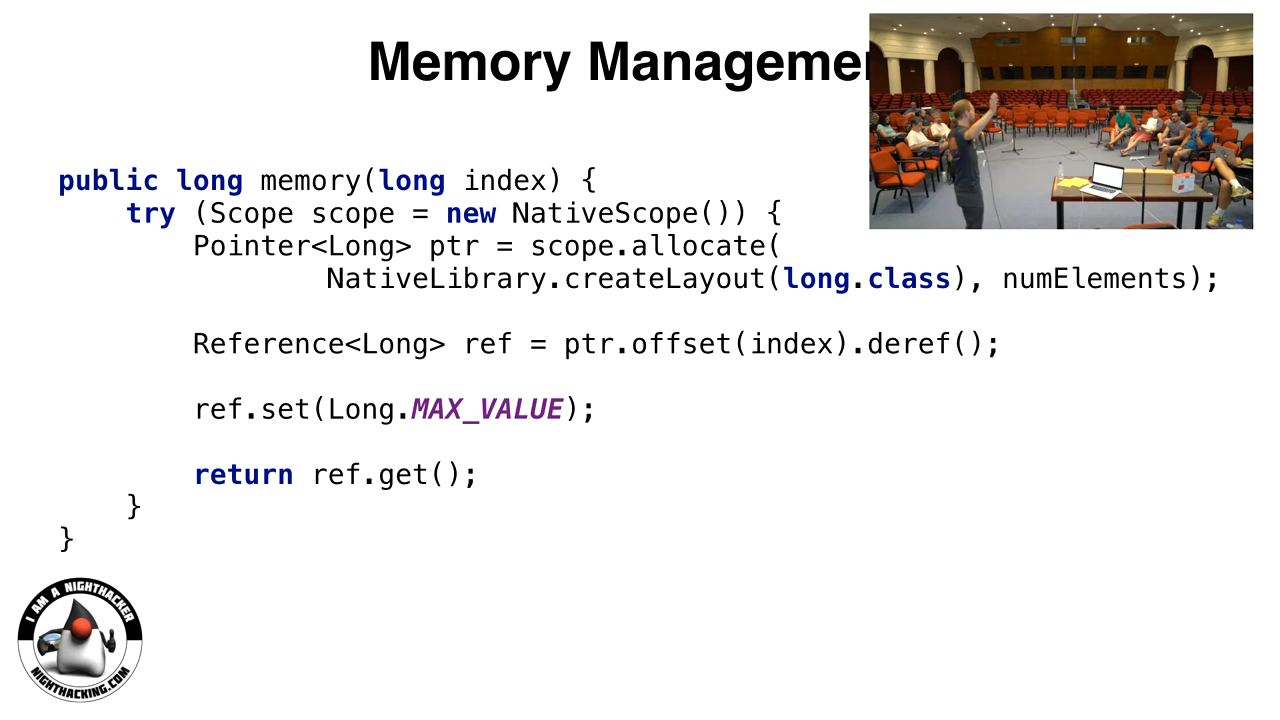 Memory Managemen
public long memory(long index) {
try (Scope scope = new NativeScope()) {
Pointer<Long> ptr = scope.allocate(
NativeLibrary.createLayout(long.class), numElements);
Reference<Long> ref = ptr.offset(index).deref();
ref.set(Long.MAX_VALUE);
return ref.get();
}
}
I AM A NIGHTHACKER
NIGHTHACKING.COM